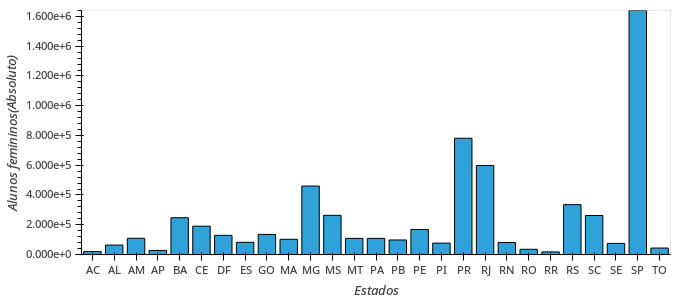 Alunos femininos(Absoluto)
1.600e+6
1.400e+6
1.200e+6
1.000e+6
8.000e+5
6.000e+5
4.000e+5
2.000e+5
0.000e+0
AC AL AM AP BA CE DF ES GO MA MG MS MT PA PB PE PI PR RJ RN RO RR RS SC SE SP TO
Estados